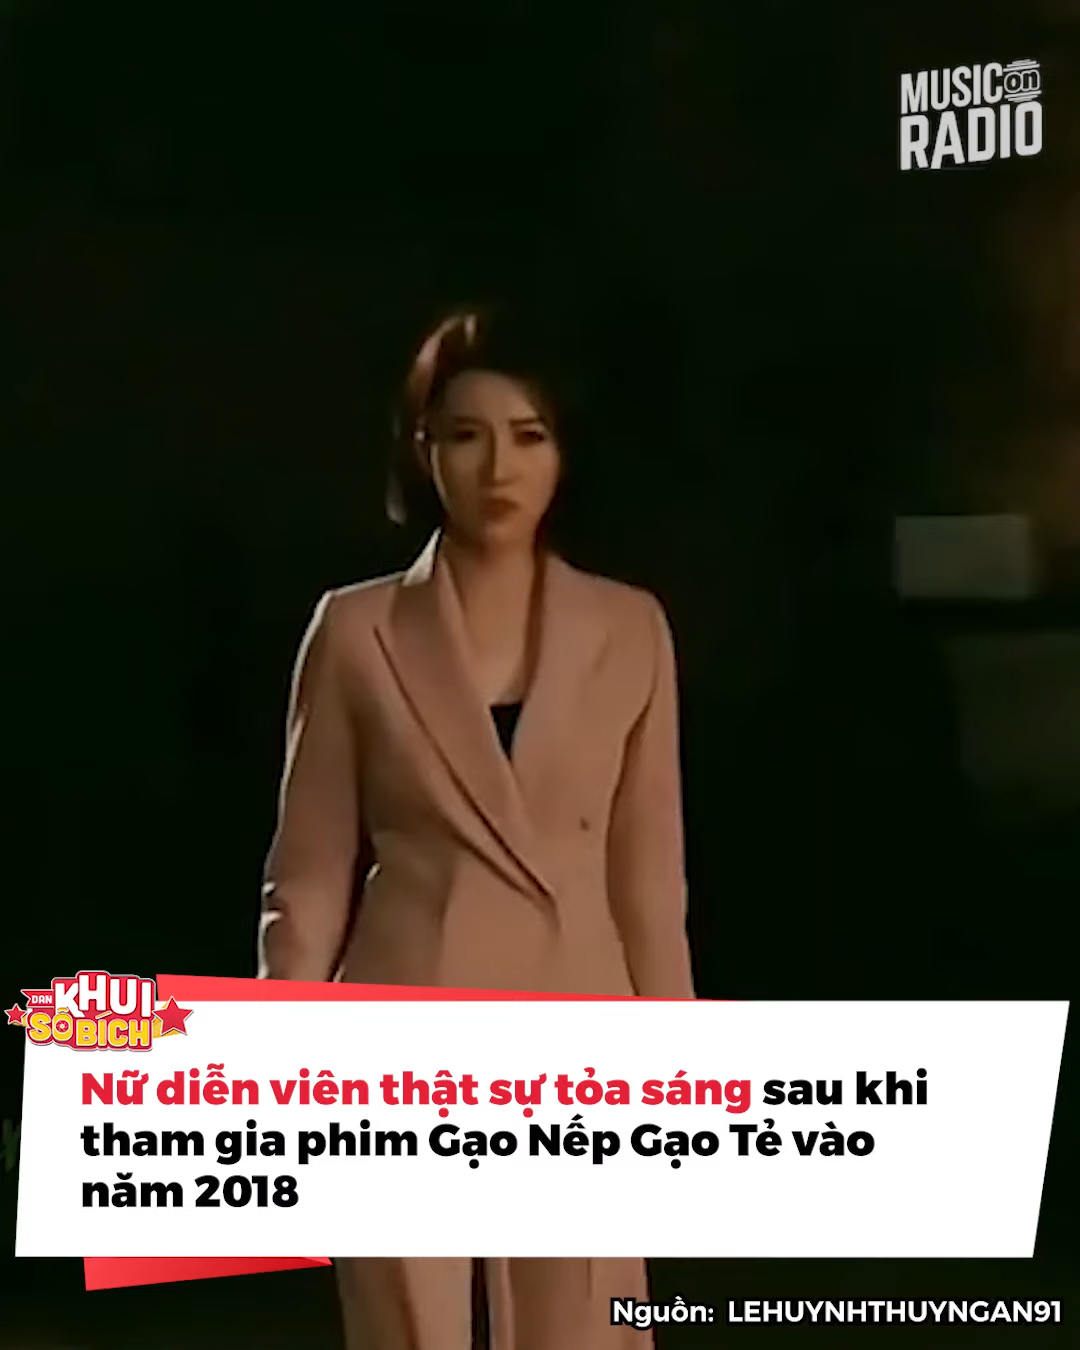 MUSIC on
RADIO
DAN KHUI
SÔ BÍCH
Nữ diễn viên thật sự tỏa sáng sau khi
tham gia phim Gạo Nếp Gạo Tẻ vào
năm 2018
Nguồn: LEHUYNHTHUYNGAN91